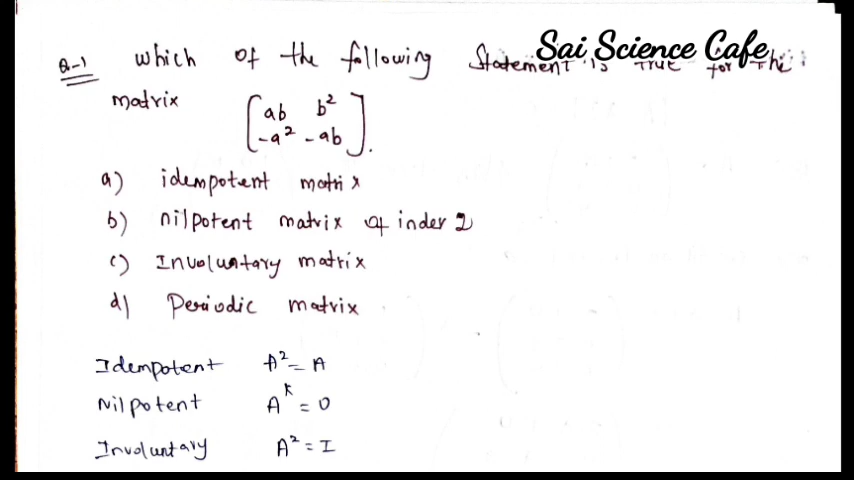 Sai Science Cafe
Q-1 which of the following Statement is true for the
matrix [ab b²
-a² -ab].
a) idempotent matrix
b) nilpotent matrix of index 2
c) Involuntary matrix
d) Periodic matrix
Idempotent A² = A
Nilpotent A^k = 0
Involuntary A² = I